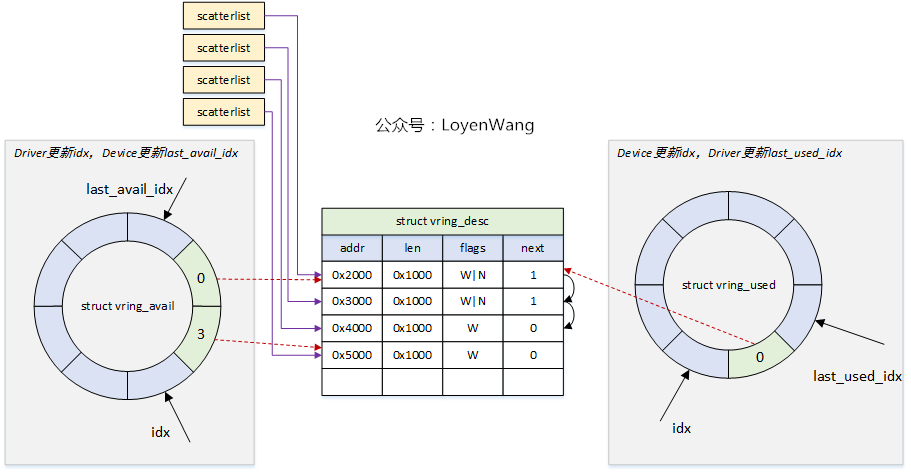 scatterlist
scatterlist
scatterlist
scatterlist
公众号：LoyenWang
Driver更新idx，Device更新last_avail_idx
last_avail_idx
0
struct vring_avail
3
idx
struct vring_desc
addr len flags next
0x2000 0x1000 W|N 1
0x3000 0x1000 W|N 1
0x4000 0x1000 W 0
0x5000 0x1000 W 0
Device更新idx，Driver更新last_used_idx
struct vring_used
0
last_used_idx
idx